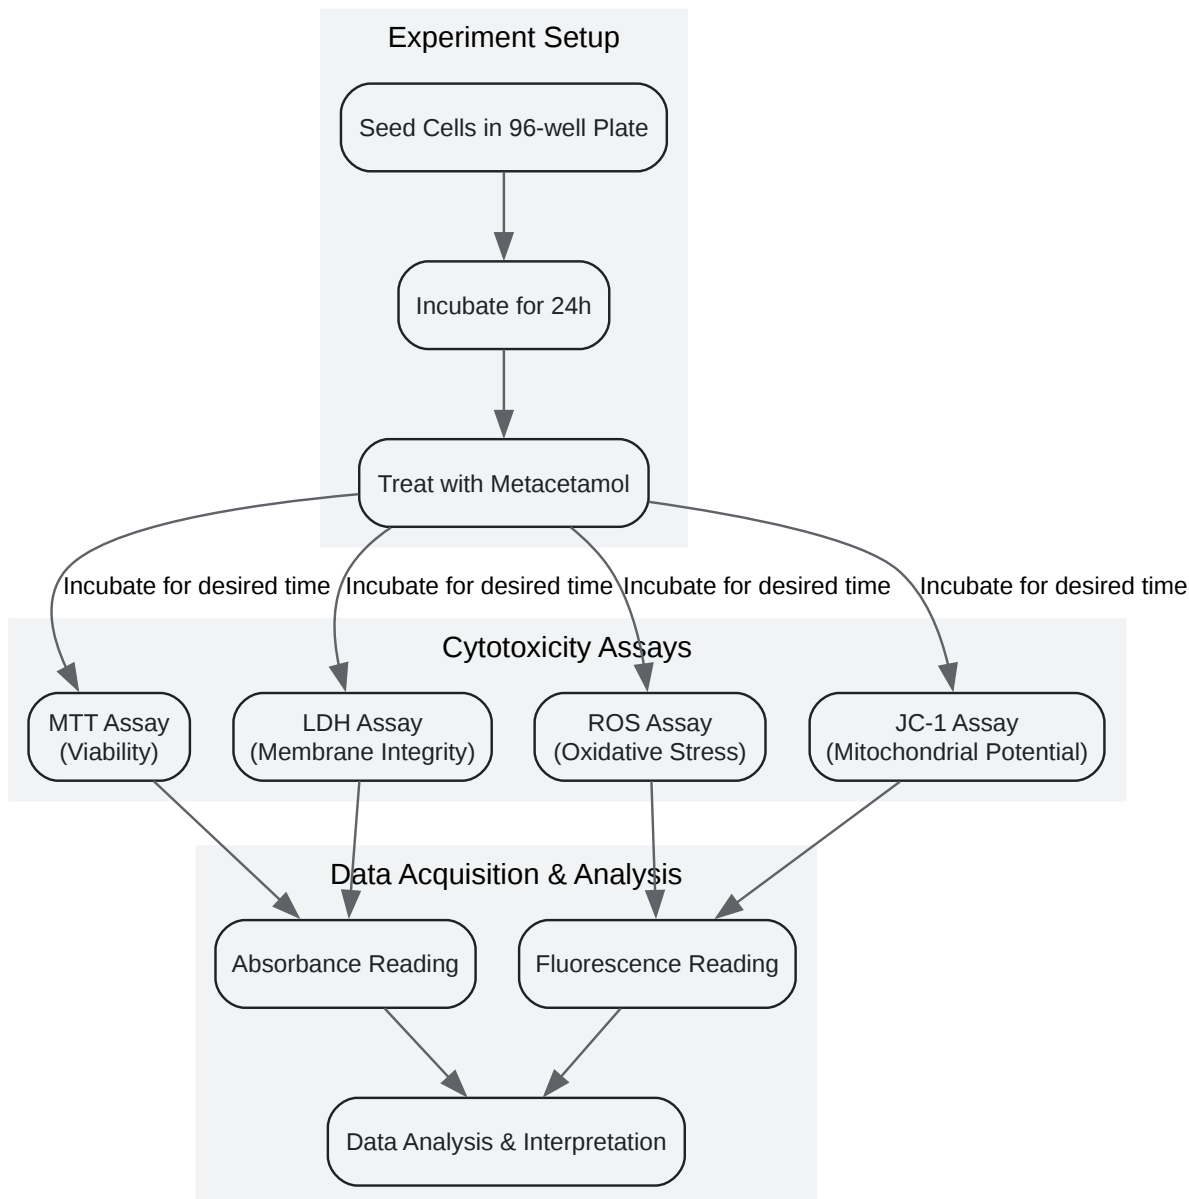 Experiment Setup
Seed Cells in 96-well Plate
Incubate for 24h
Treat with Metacetamol
Incubate for desired time
Incubate for desired time
Incubate for desired time
Incubate for desired time
Cytotoxicity Assays
MTT Assay
(Viability)
LDH Assay
(Membrane Integrity)
ROS Assay
(Oxidative Stress)
JC-1 Assay
(Mitochondrial Potential)
Data Acquisition & Analysis
Absorbance Reading
Fluorescence Reading
Data Analysis & Interpretation